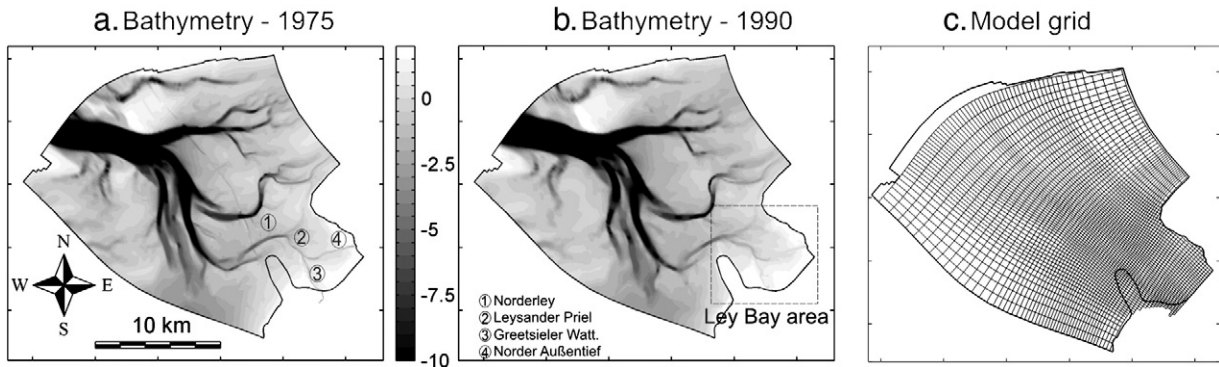 a. Bathymetry - 1975
b. Bathymetry - 1990
c. Model grid
0
-2.5
-5
-7.5
-10
① 
②
③
④
N
W E
S
10 km
① Norderley
② Leysander Priel
③ Greetsieler Watt.
④ Norder Außentief
Ley Bay area